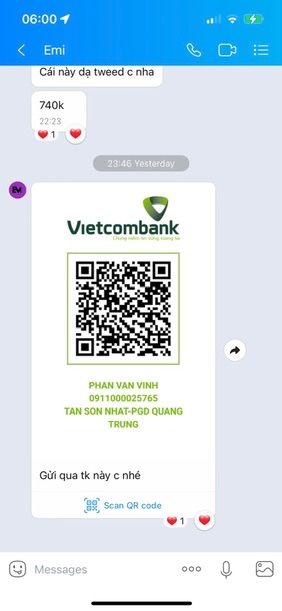 06:00
Emi
Cái này dạ tweed c nha
740k
22:23
1
23:46 Yesterday
Vietcombank
Chung niềm tin vững tương lai
PHAN VAN VINH
0911000025765
TAN SON NHAT-PGD QUANG
TRUNG
Gửi qua tk này c nhé
Scan QR code
1
Messages